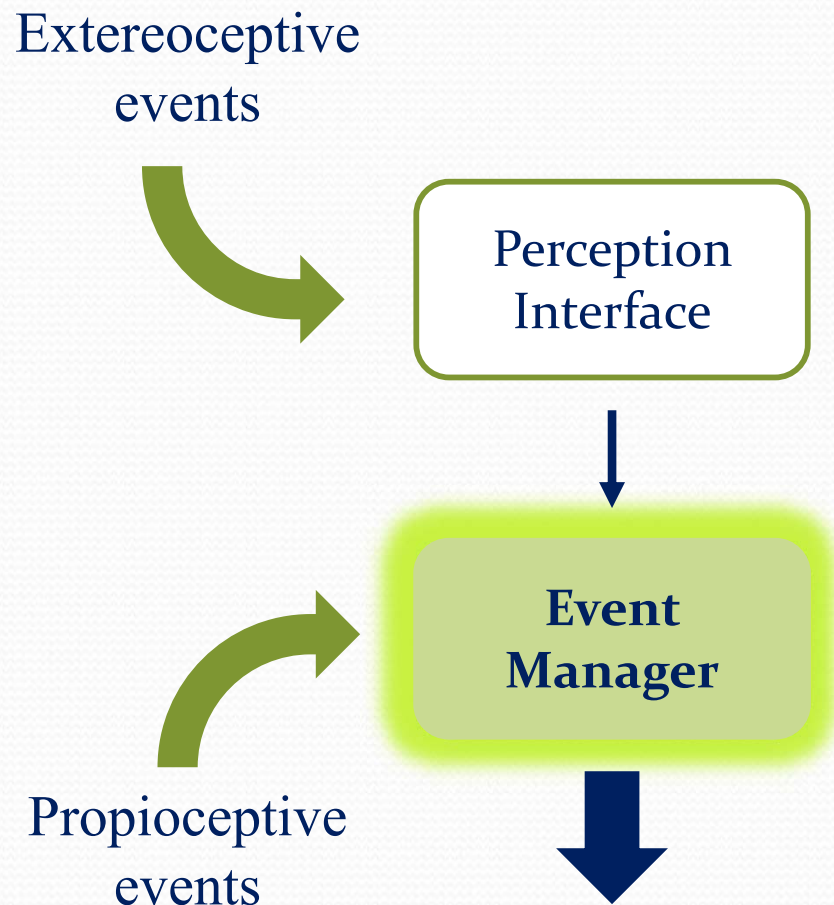 Extereoceptive
events
Perception
Interface
Event
Manager
Propioceptive
events